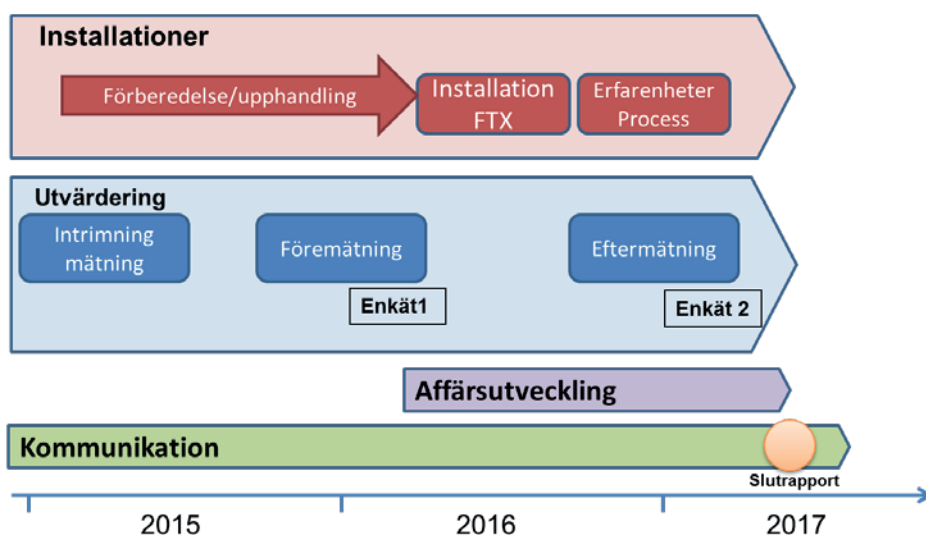 Installationer
Förberedelse/upphandling
Installation
FTX
Erfarenheter
Process
Utvärdering
Intrimning
mätning
Föremätning
Eftermätning
Enkät1
Enkät 2
Affärsutveckling
Kommunikation
Slutrapport
2015
2016
2017